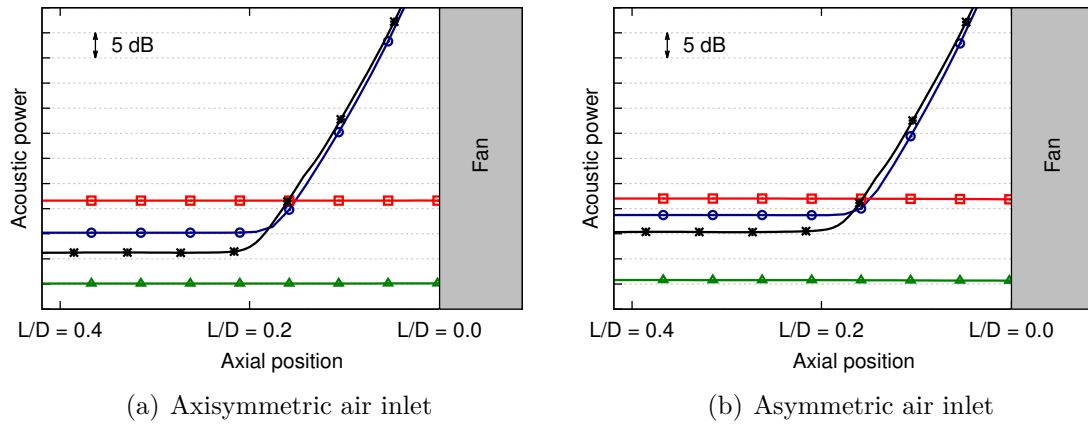 5 dB
Acoustic power
Fan
L/D = 0.4 L/D = 0.2 L/D = 0.0
Axial position
(a) Axisymmetric air inlet
5 dB
Acoustic power
Fan
L/D = 0.4 L/D = 0.2 L/D = 0.0
Axial position
(b) Asymmetric air inlet